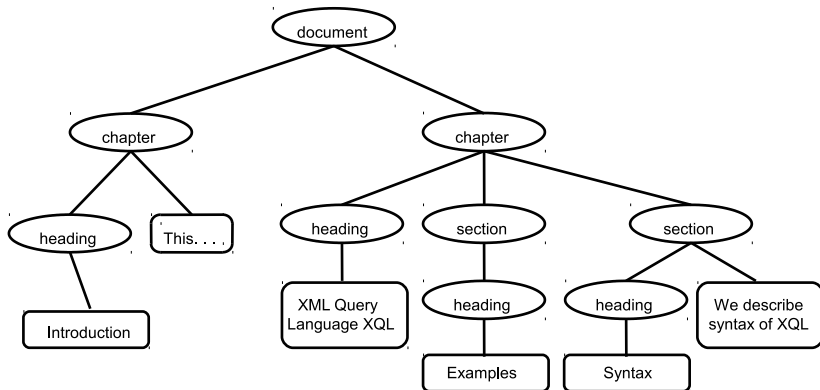 document
chapter
chapter
heading
This. . .
heading
section
section
Introduction
XML Query
Language XQL
heading
heading
We describe
syntax of XQL
Examples
Syntax